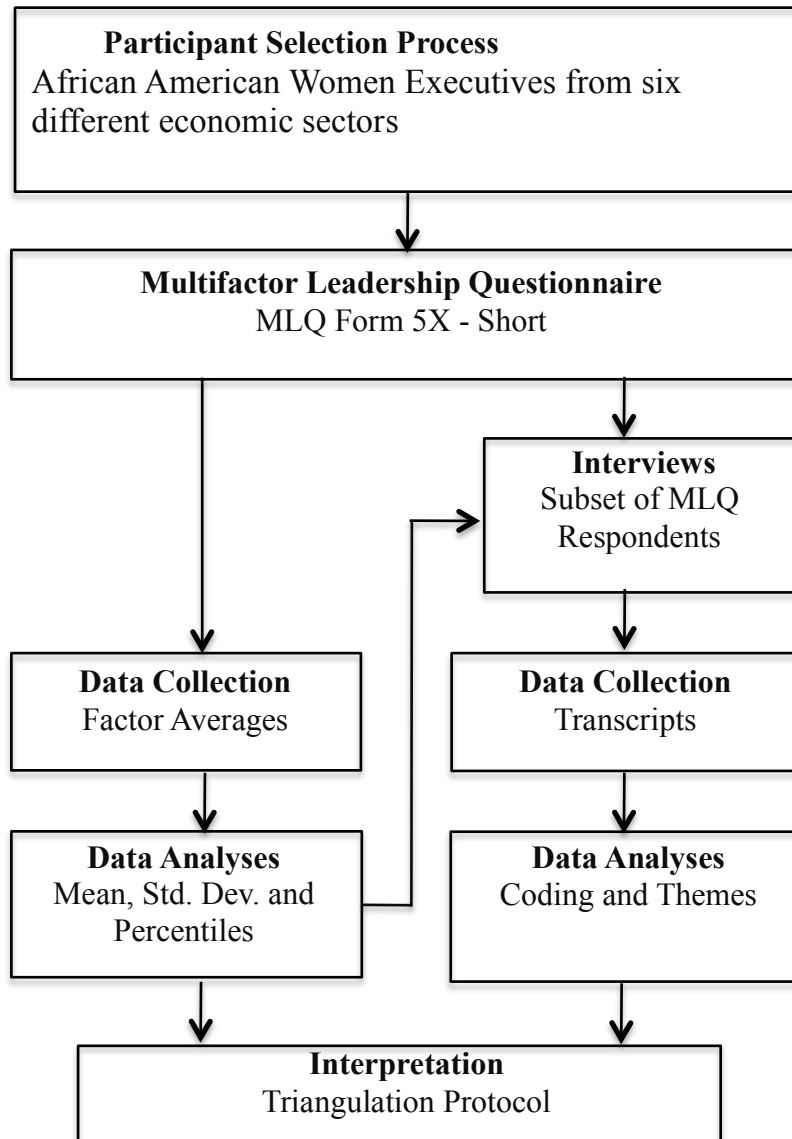 Participant Selection Process
African American Women Executives from six
different economic sectors
Multifactor Leadership Questionnaire
MLQ Form 5X - Short
Interviews
Subset of MLQ
Respondents
Data Collection
Factor Averages
Data Collection
Transcripts
Data Analyses
Mean, Std. Dev. and
Percentiles
Data Analyses
Coding and Themes
Interpretation
Triangulation Protocol